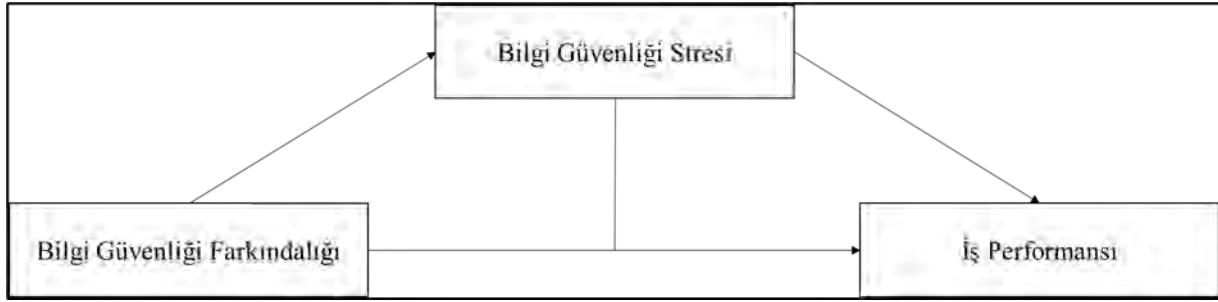 Bilgi Güvenliği Stresi
Bilgi Güvenliği Farkındalığı
İş Performansı